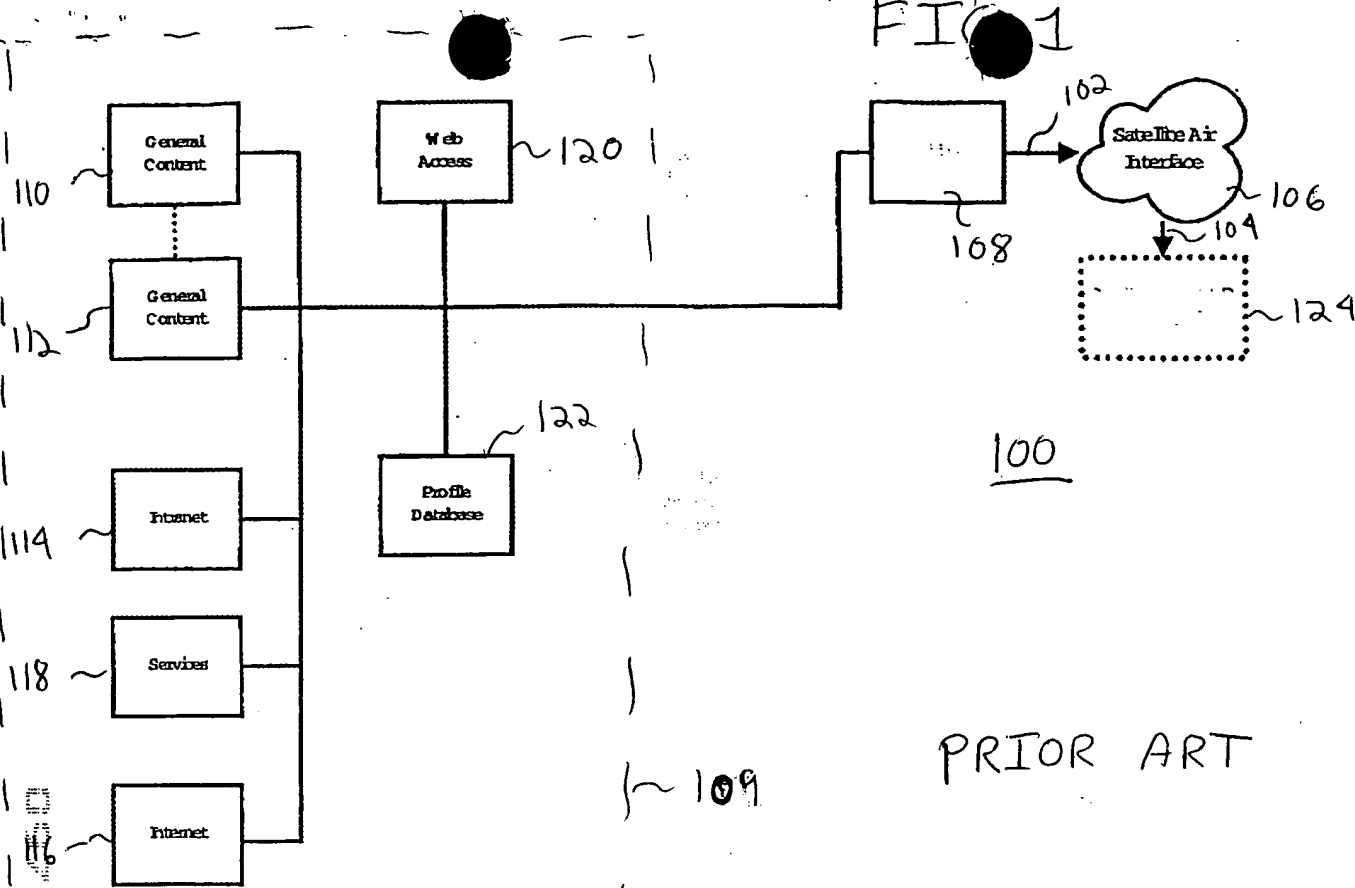 FIG 1
General
Content
110
Web
Access
120
102
Satellite Air
Interface
106
108
104
General
Content
112
124
122
Profile
Database
100
Intranet
114
Services
118
PRIOR ART
109
Internet
116